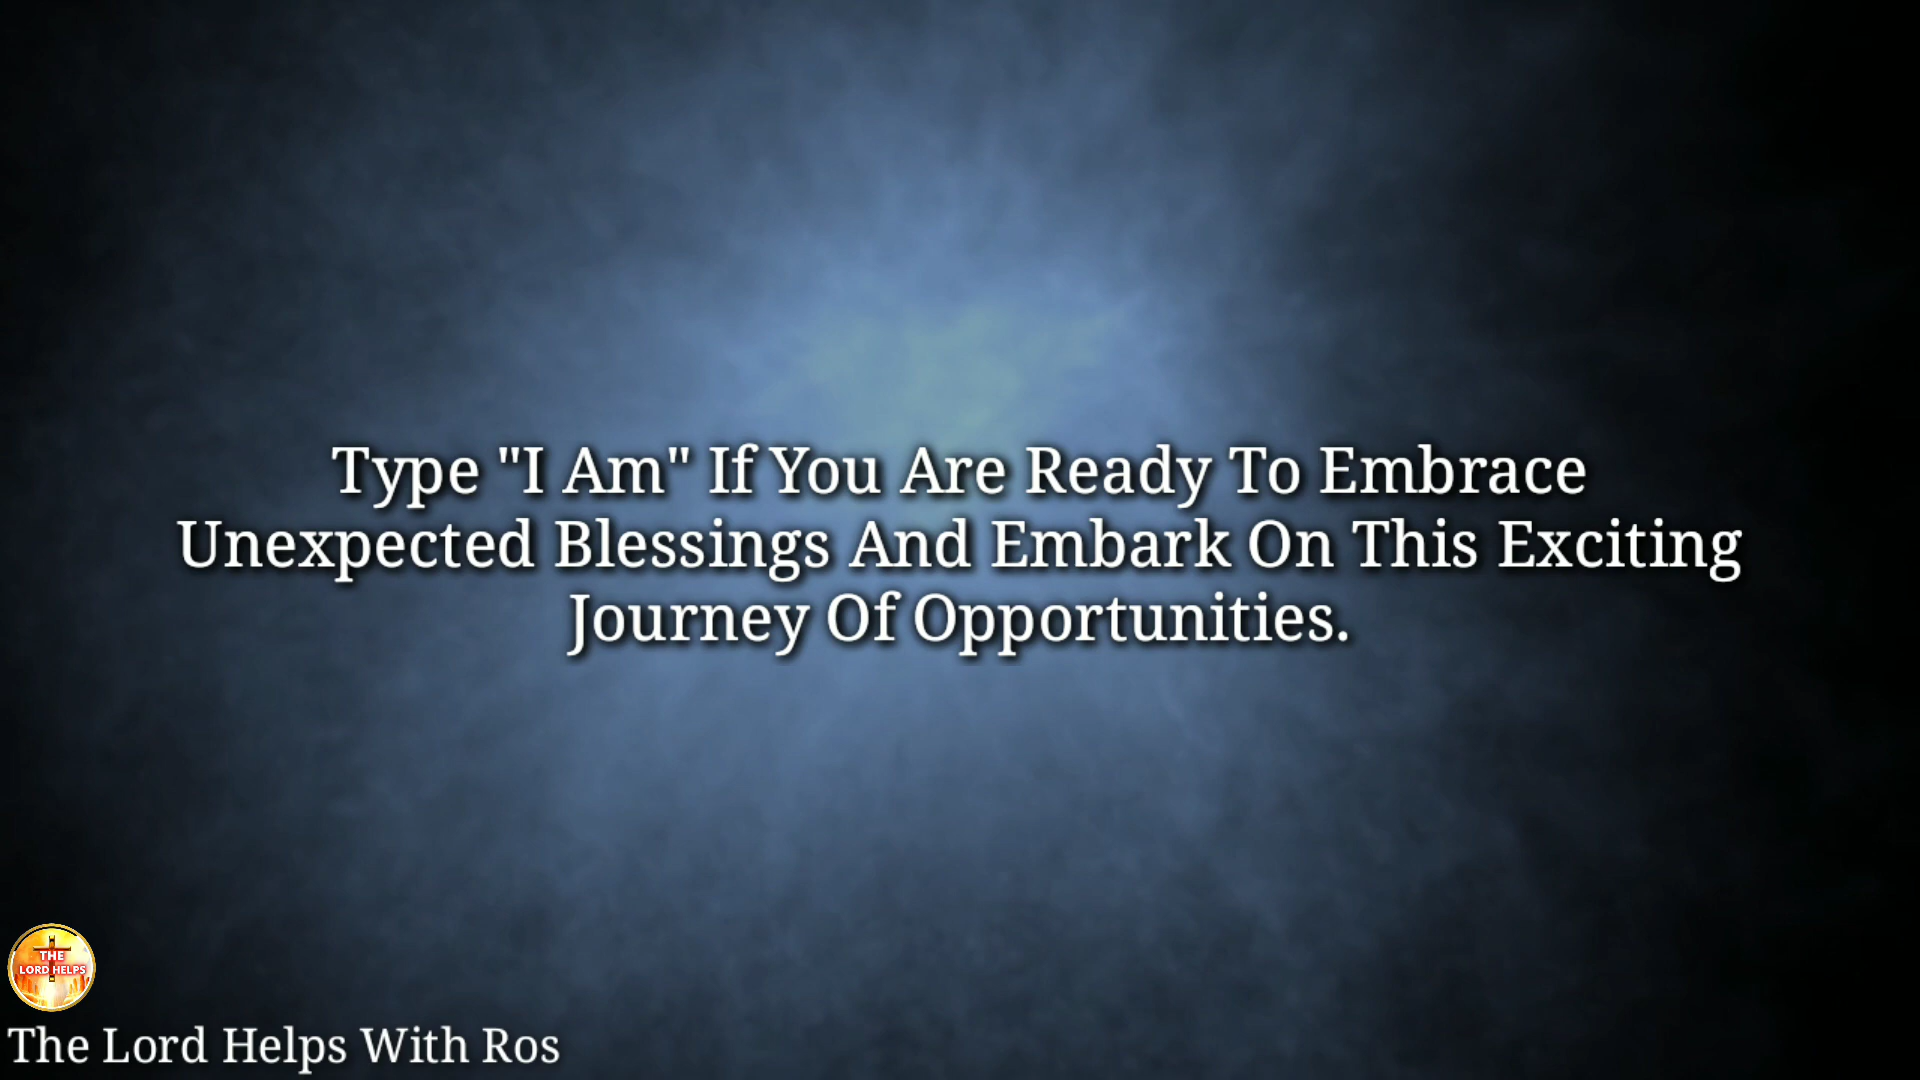 Type "I Am" If You Are Ready To Embrace
Unexpected Blessings And Embark On This Exciting
Journey Of Opportunities.
THE
LORD HELPS
The Lord Helps With Ros